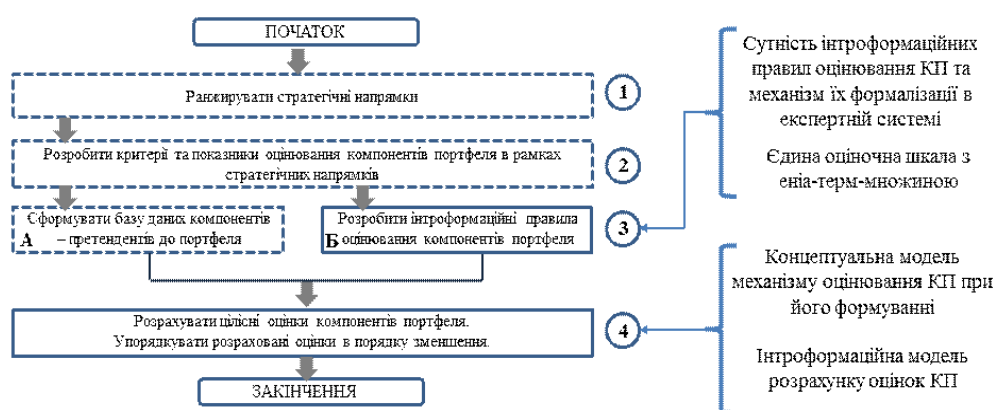 ПОЧАТОК
Ранжирувати стратегічні напрямки
1
Розробити критерії та показники оцінювання компонентів портфеля в рамках
стратегічних напрямків
2
Сформувати базу даних компонентів
А – претендентів до портфеля
Розробити інтроформаційні правила
Б оцінювання компонентів портфеля
3
Розрахувати цілісні оцінки компонентів портфеля.
Упорядкувати розраховані оцінки в порядку зменшення.
4
ЗАКІНЧЕННЯ
Сутність інтроформаційних
правил оцінювання КП та
механізм їх формалізації в
експертній системі
Єдина оціночна шкала з
еніа-терм-множиною
Концептуальна модель
механізму оцінювання КП при
його формуванні
Інтроформаційна модель
розрахунку оцінок КП